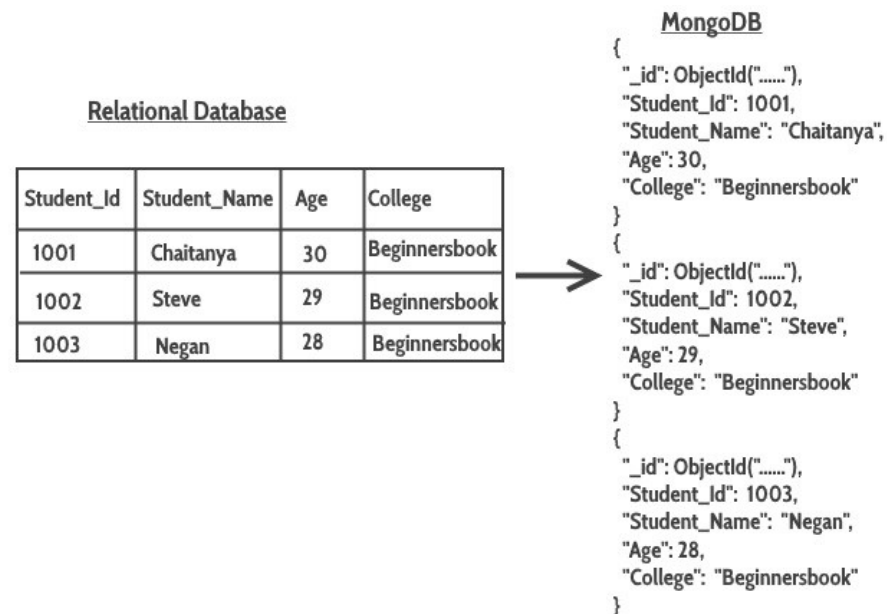 Relational Database
Student_Id Student_Name Age College
1001 Chaitanya 30 Beginnersbook
1002 Steve 29 Beginnersbook
1003 Negan 28 Beginnersbook
MongoDB
{
"_id": ObjectId("......"),
"Student_Id": 1001,
"Student_Name": "Chaitanya",
"Age": 30,
"College": "Beginnersbook"
}
{
"_id": ObjectId("......"),
"Student_Id": 1002,
"Student_Name": "Steve",
"Age": 29,
"College": "Beginnersbook"
}
{
"_id": ObjectId("......"),
"Student_Id": 1003,
"Student_Name": "Negan",
"Age": 28,
"College": "Beginnersbook"
}